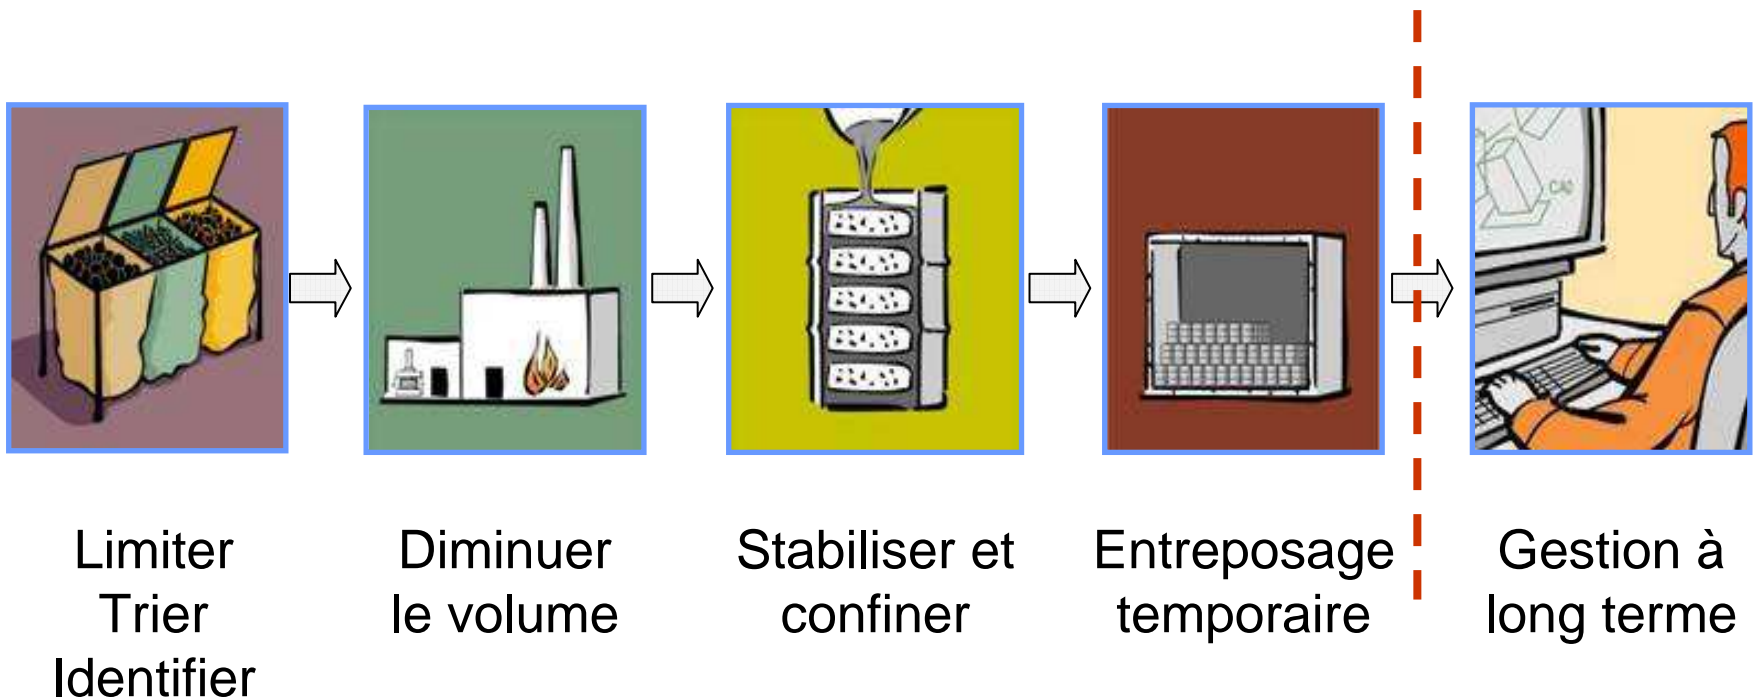 Limiter
Trier
Identifier
Diminuer
le volume
Stabiliser et
confiner
Entreposage
temporaire
Gestion à
long terme